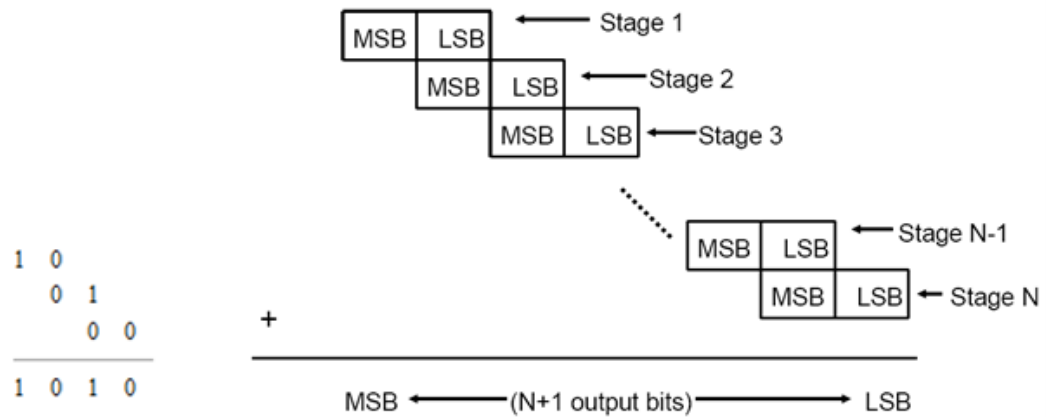 MSB LSB Stage 1
MSB LSB Stage 2
MSB LSB Stage 3
MSB LSB Stage N-1
MSB LSB Stage N
+
MSB (N+1 output bits) LSB
1 0
0 1
0 0
1 0 1 0